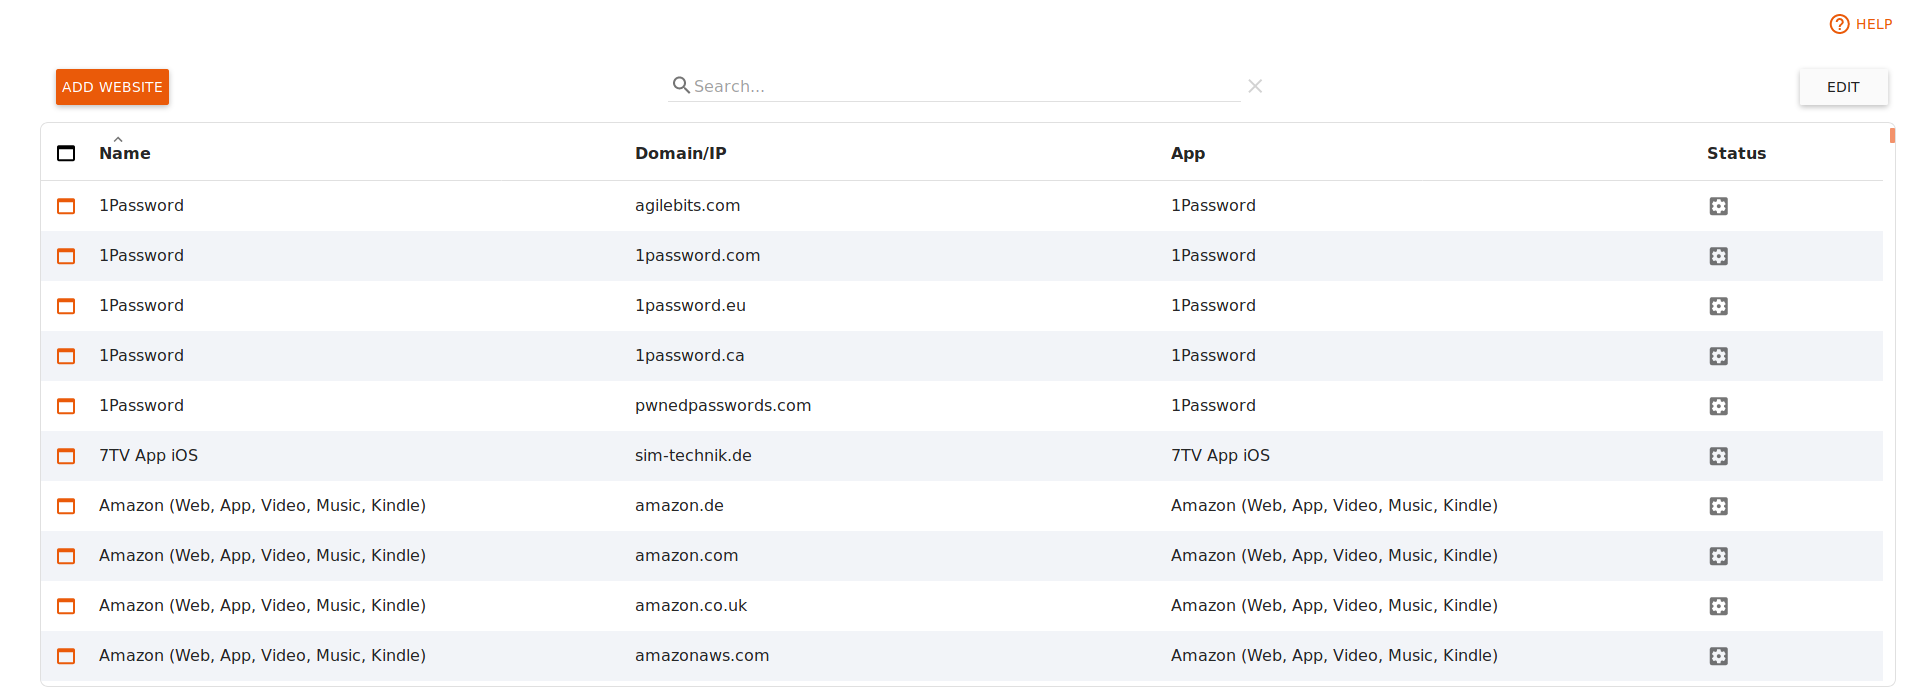 HELP
ADD WEBSITE Search... EDIT
Name Domain/IP App Status
1Password agilebits.com 1Password
1Password 1password.com 1Password
1Password 1password.eu 1Password
1Password 1password.ca 1Password
1Password pwnedpasswords.com 1Password
7TV App iOS sim-technik.de 7TV App iOS
Amazon (Web, App, Video, Music, Kindle) amazon.de Amazon (Web, App, Video, Music, Kindle)
Amazon (Web, App, Video, Music, Kindle) amazon.com Amazon (Web, App, Video, Music, Kindle)
Amazon (Web, App, Video, Music, Kindle) amazon.co.uk Amazon (Web, App, Video, Music, Kindle)
Amazon (Web, App, Video, Music, Kindle) amazonaws.com Amazon (Web, App, Video, Music, Kindle)